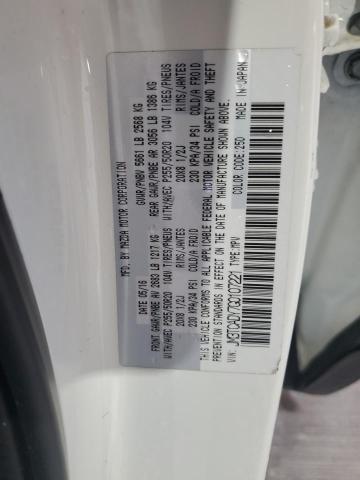 MFG. BY MAZDA MOTOR CORPORATION
DATE 05/16 GVWR/PNBV 5661 LB 2568 KG
FRONT GAWR/PNBE AV 2683 LB 1217 KG REAR GAWR/PNBE AR 3056 LB 1386 KG
WITH/AVEC P255/50R20 104V TIRES/PNEUS WITH/AVEC P255/50R20 104V TIRES/PNEUS
20X8 1/2J RIMS/JANTES 20X8 1/2J RIMS/JANTES
230 KPA/34 PSI COLD/A FROID 230 KPA/34 PSI COLD/A FROID
THIS VEHICLE CONFORMS TO ALL APPLICABLE FEDERAL MOTOR VEHICLE SAFETY AND THEFT
PREVENTION STANDARDS IN EFFECT ON THE DATE OF MANUFACTURE SHOWN ABOVE.
VIN: TYPE:MPV COLOR CODE:25D MADE IN JAPAN